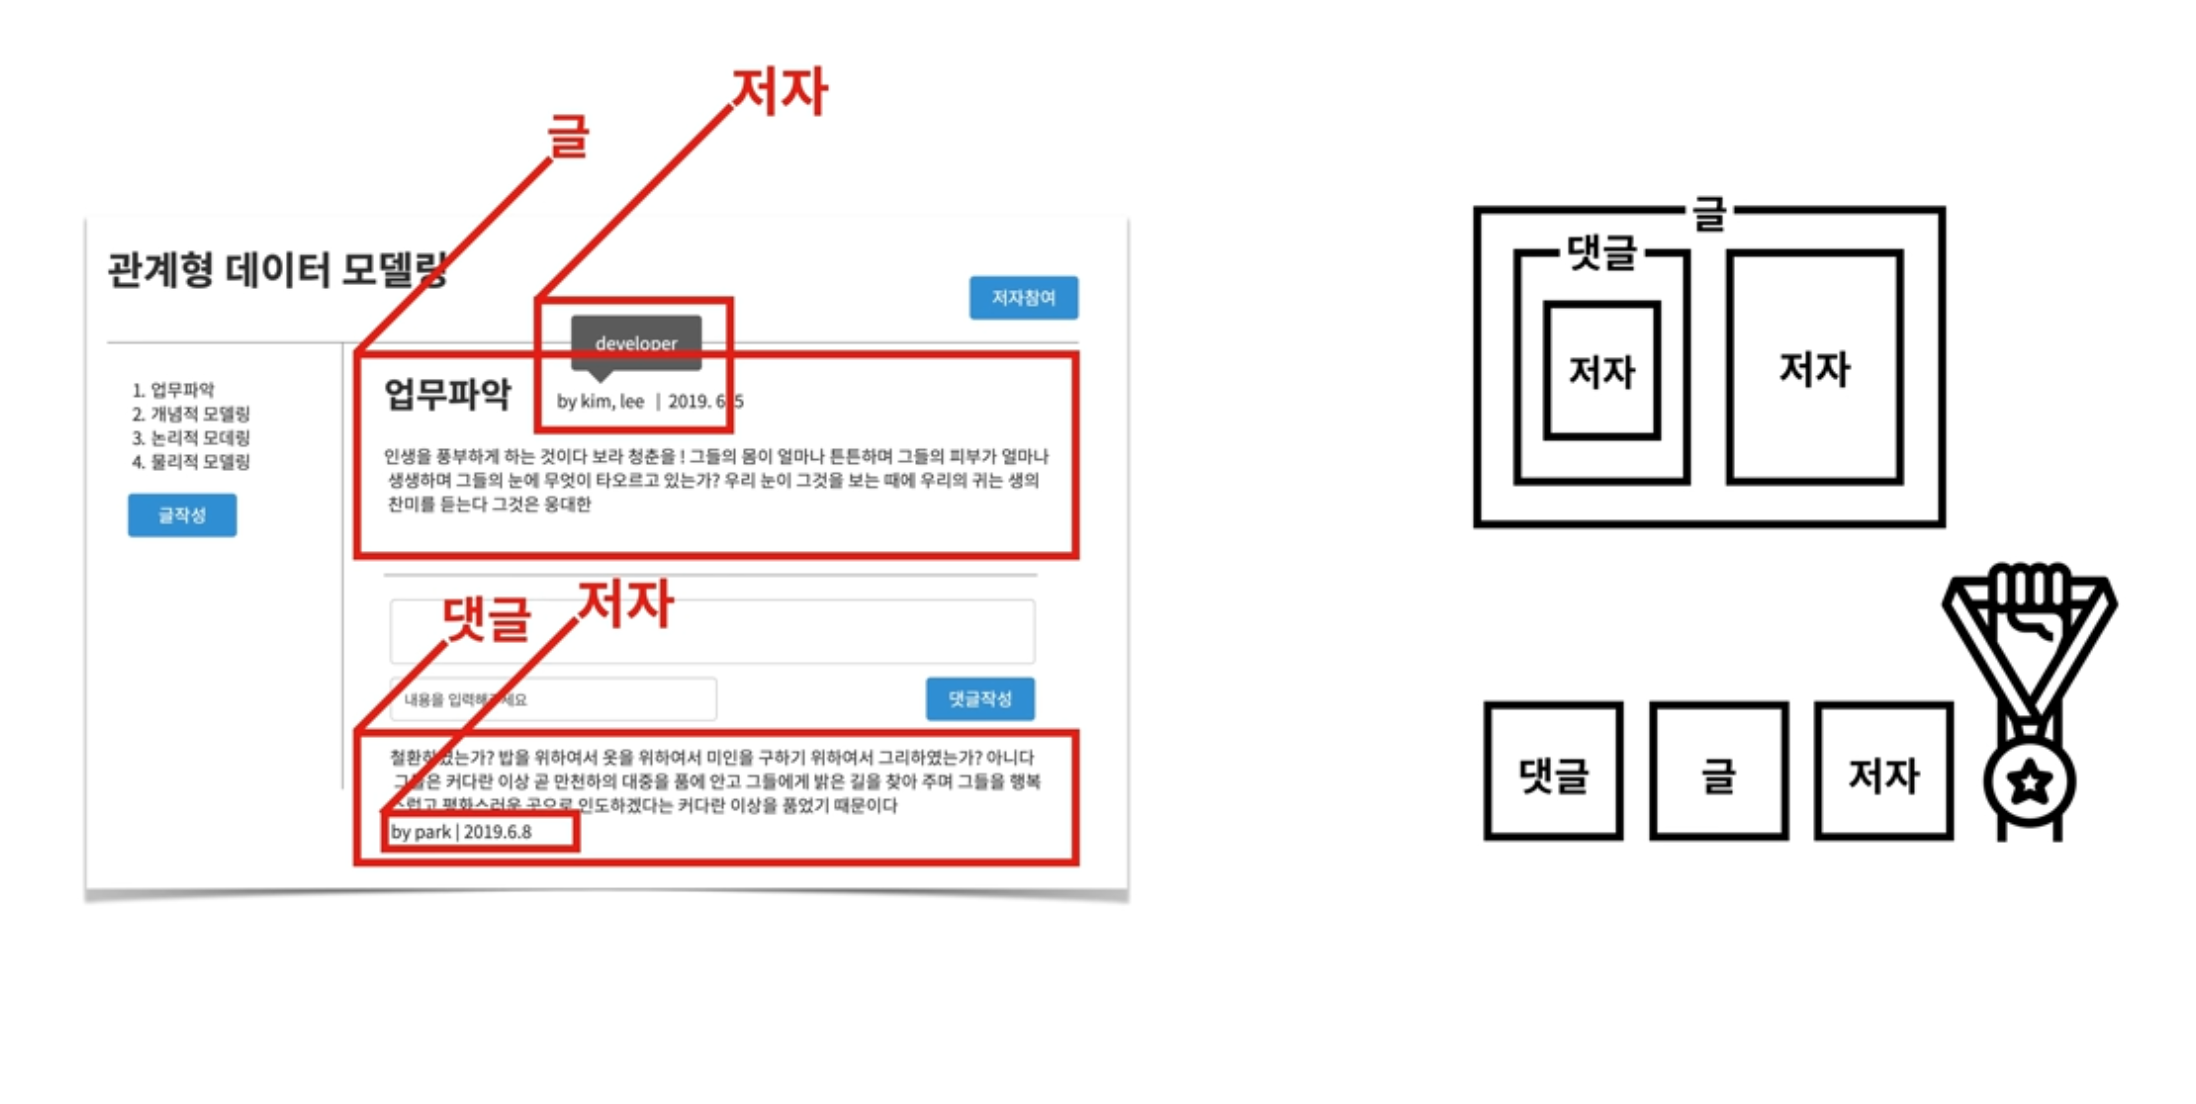 저자
글
관계형 데이터 모델링
저자참여
developer
1. 업무파악
2. 개념적 모델링
3. 논리적 모데링
4. 물리적 모델링
글작성
업무파악
by kim, lee | 2019. 6. 5
인생을 풍부하게 하는 것이다 보라 청춘을 ! 그들의 몸이 얼마나 튼튼하며 그들의 피부가 얼마나
생생하며 그들의 눈에 무엇이 타오르고 있는가? 우리 눈이 그것을 보는 때에 우리의 귀는 생의
찬미를 듣는다 그것은 웅대한
댓글
저자
내용을 입력해주세요
댓글작성
철환하였는가? 밥을 위하여서 옷을 위하여서 미인을 구하기 위하여서 그리하였는가? 아니다
그들은 커다란 이상 곧 만천하의 대중을 품에 안고 그들에게 밝은 길을 찾아 주며 그들을 행복
스럽고 평화스러운 곳으로 인도하겠다는 커다란 이상을 품었기 때문이다
by park | 2019.6.8
글
댓글
저자
저자
댓글
글
저자